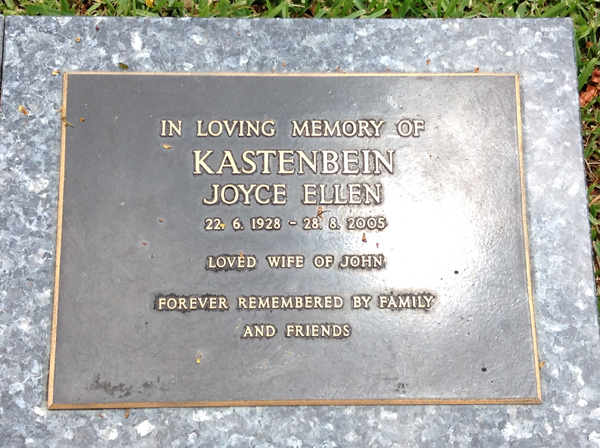 IN LOVING MEMORY OF
KASTENBEIN
JOYCE ELLEN
22. 6. 1928 - 28. 8. 2005
LOVED WIFE OF JOHN
FOREVER REMEMBERED BY FAMILY
AND FRIENDS